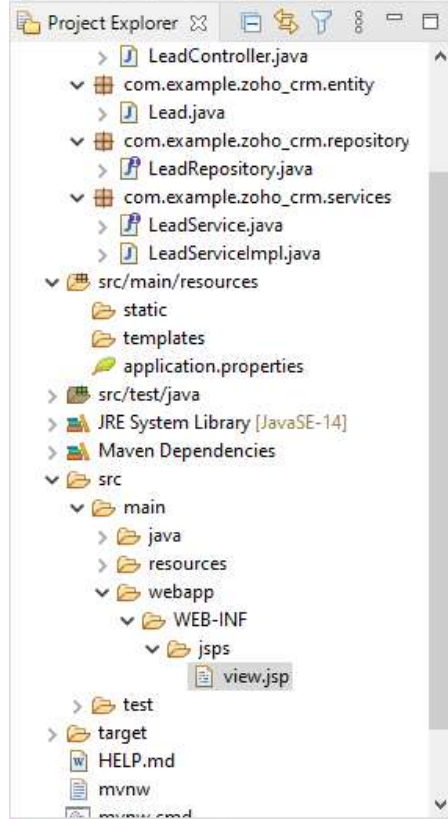 Project Explorer
LeadController.java
com.example.zoho_crm.entity
Lead.java
com.example.zoho_crm.repository
LeadRepository.java
com.example.zoho_crm.services
LeadService.java
LeadServiceImpl.java
src/main/resources
static
templates
application.properties
src/test/java
JRE System Library [JavaSE-14]
Maven Dependencies
src
main
java
resources
webapp
WEB-INF
jsps
view.jsp
test
target
HELP.md
mvnw
mvnw.cmd